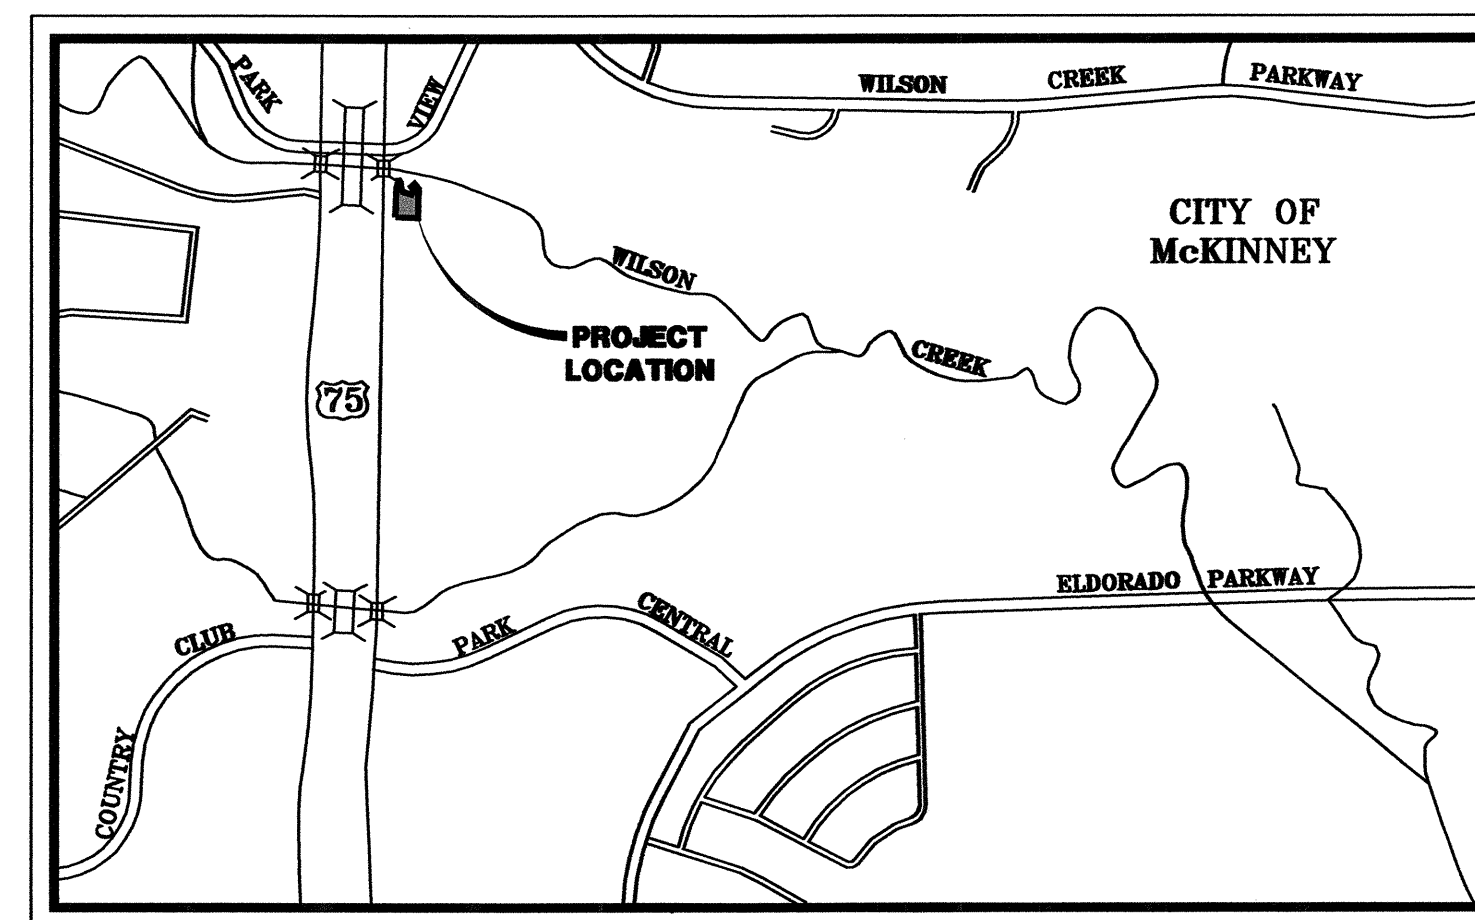 PARK VIEW
WILSON CREEK PARKWAY
CITY OF
McKINNEY
WILSON CREEK
PROJECT
LOCATION
75
ELDORADO PARKWAY
COUNTRY CLUB
PARK CENTRAL